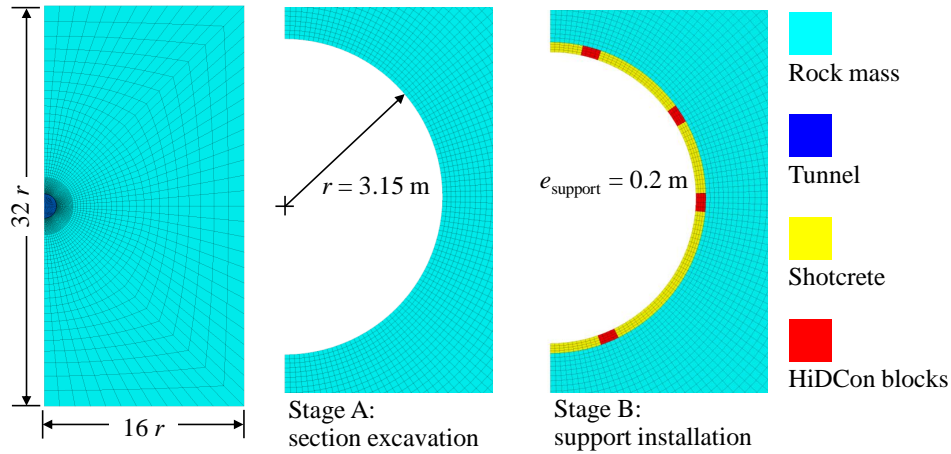 32 r
16 r
r = 3.15 m
Stage A:
section excavation
e_support = 0.2 m
Stage B:
support installation
Rock mass
Tunnel
Shotcrete
HiDCon blocks